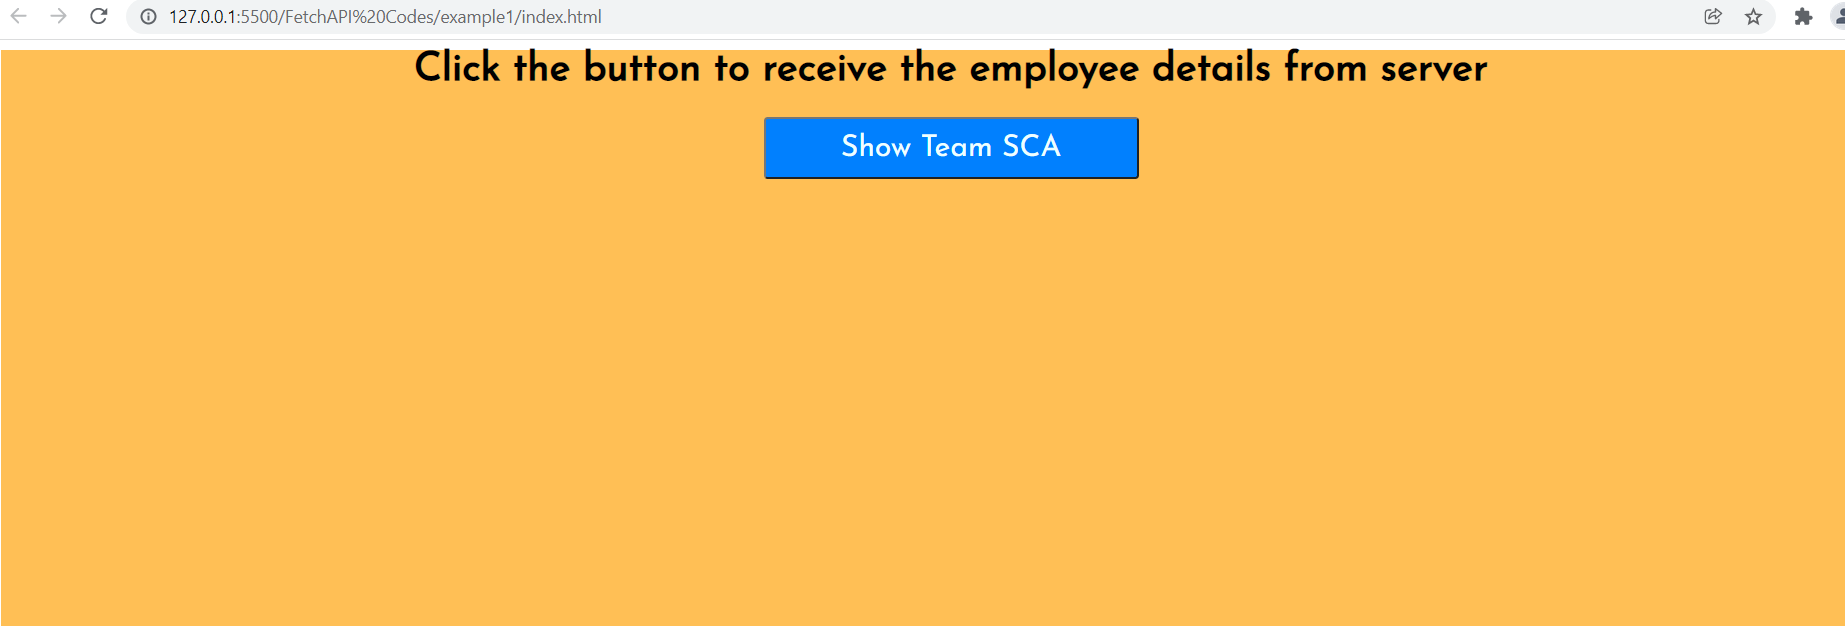 127.0.0.1:5500/FetchAPI%20Codes/example1/index.html
Click the button to receive the employee details from server
Show Team SCA